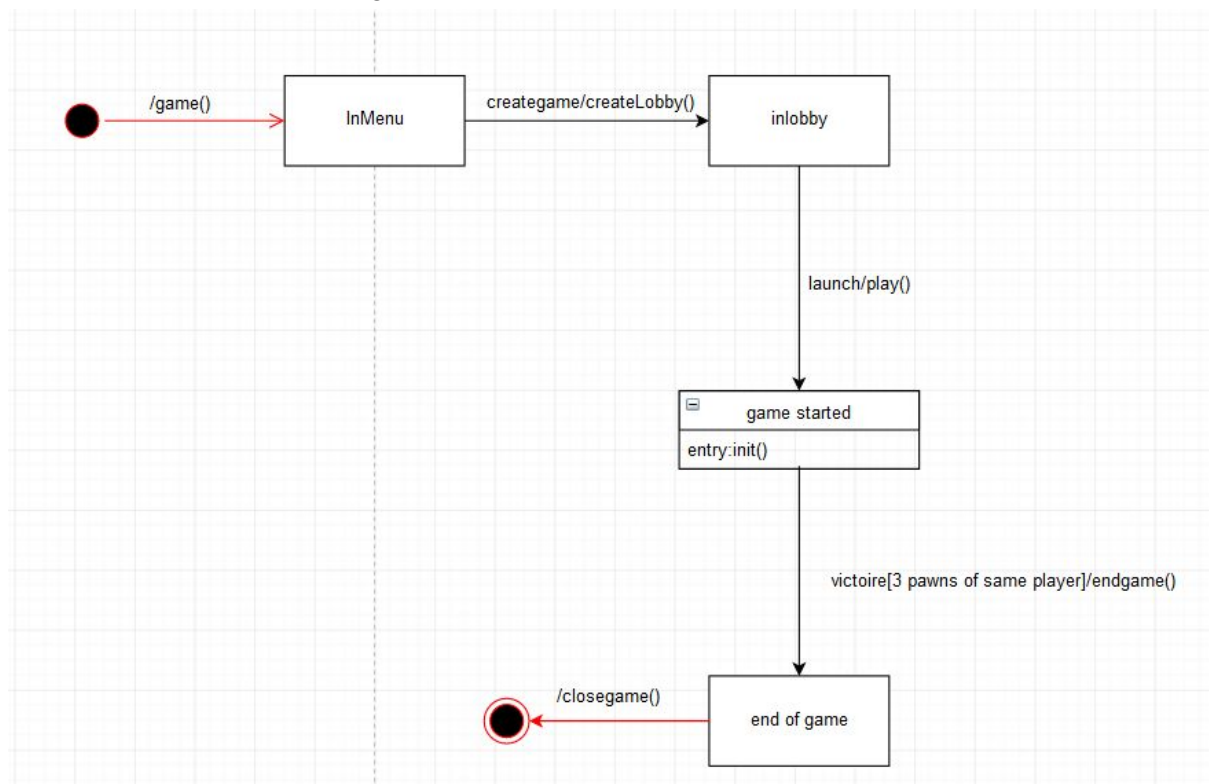 /game()
InMenu
creategame/createLobby()
inlobby
launch/play()
game started
entry:init()
victoire[3 pawns of same player]/endgame()
/closegame()
end of game